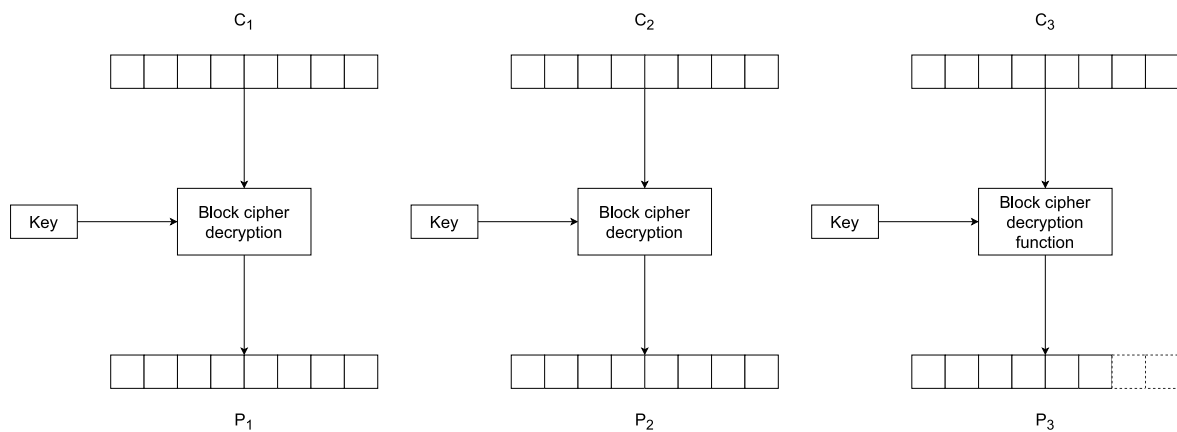 C1
C2
C3
Key
Block cipher
decryption
Key
Block cipher
decryption
Key
Block cipher
decryption
function
P1
P2
P3